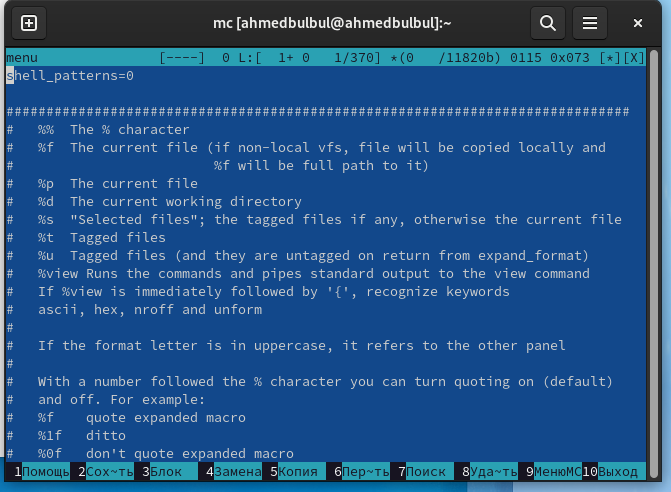 mc [ahmedbulbul@ahmedbulbul]:~
menu [----] 0 L:[ 1+ 0 1/370] *(0 /11820b) 0115 0x073 [*][X]
shell_patterns=0
###############################################################################
# %% The % character
# %f The current file (if non-local vfs, file will be copied locally and
# %f will be full path to it)
# %p The current file
# %d The current working directory
# %s "Selected files"; the tagged files if any, otherwise the current file
# %t Tagged files
# %u Tagged files (and they are untagged on return from expand_format)
# %view Runs the commands and pipes standard output to the view command
# If %view is immediately followed by '{', recognize keywords
# ascii, hex, nroff and unform
#
# If the format letter is in uppercase, it refers to the other panel
#
# With a number followed the % character you can turn quoting on (default)
# and off. For example:
# %f quote expanded macro
# %1f ditto
# %0f don't quote expanded macro
1Помощь 2Сох~ть 3Блок 4Замена 5Копия 6Пер~ть 7Поиск 8Уда~ть 9МенюMC 10Выход